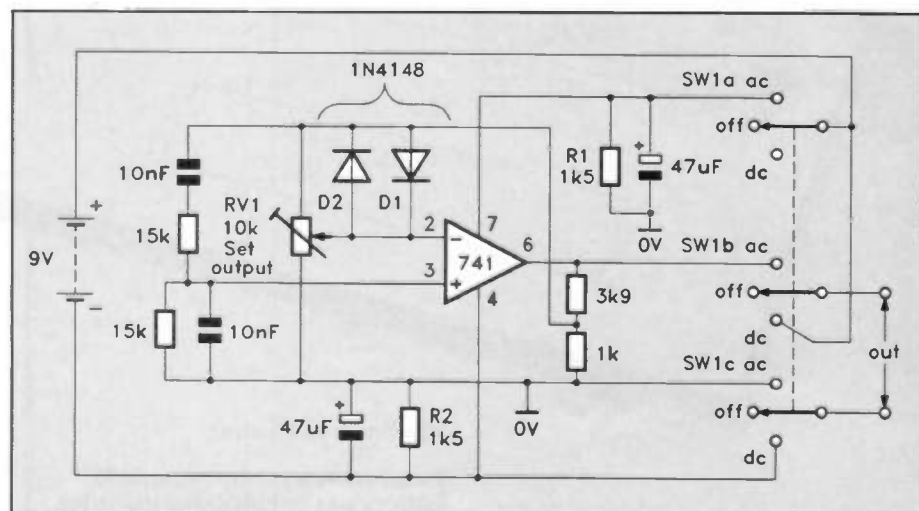 1N4148
SW1a ac
off
dc
10nF
15k
RV1
10k
Set
output
D2
D1
R1
1k5
+
47uF
0V
9V
+
-
2
-
7
6
741
3
+
4
SW1b ac
off
dc
3k9
1k
15k
10nF
out
SW1c ac
off
dc
+
47uF
R2
1k5
0V